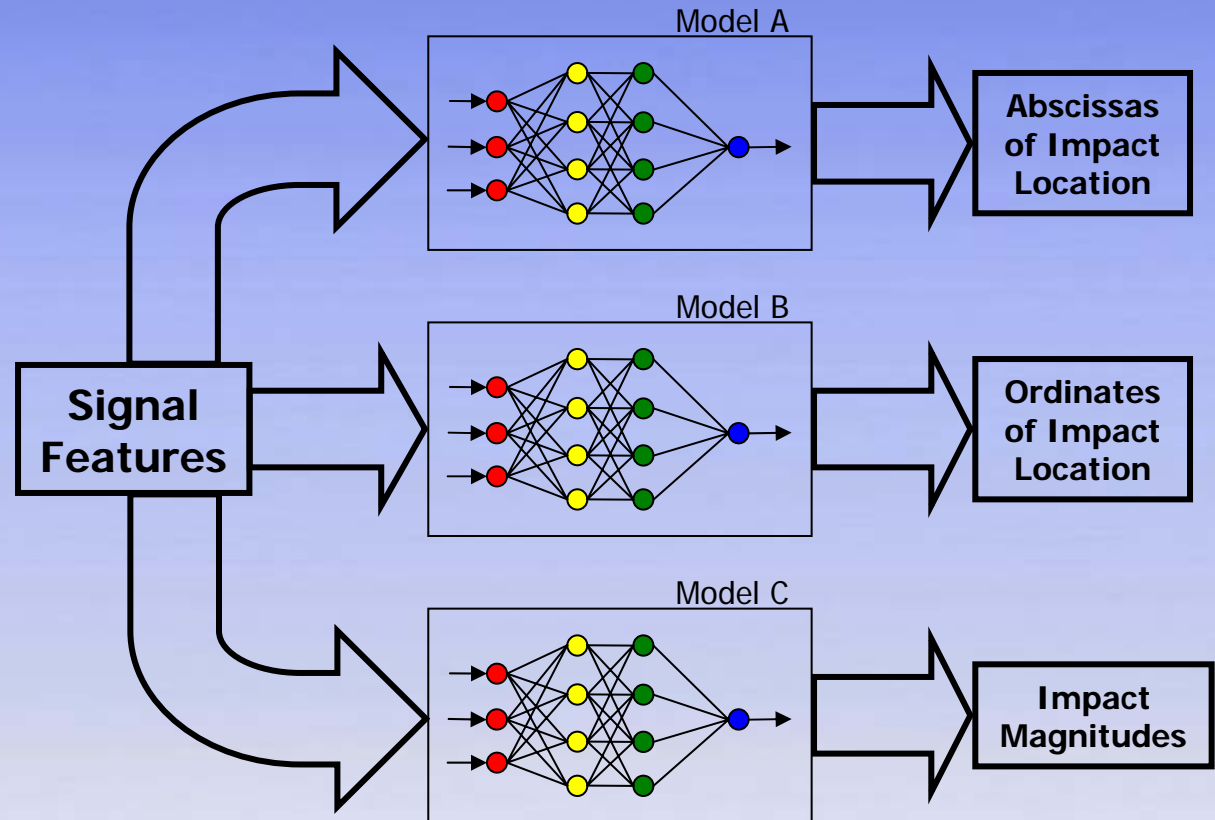 Model A
Abscissas
of Impact
Location
Model B
Signal
Features
Ordinates
of Impact
Location
Model C
Impact
Magnitudes